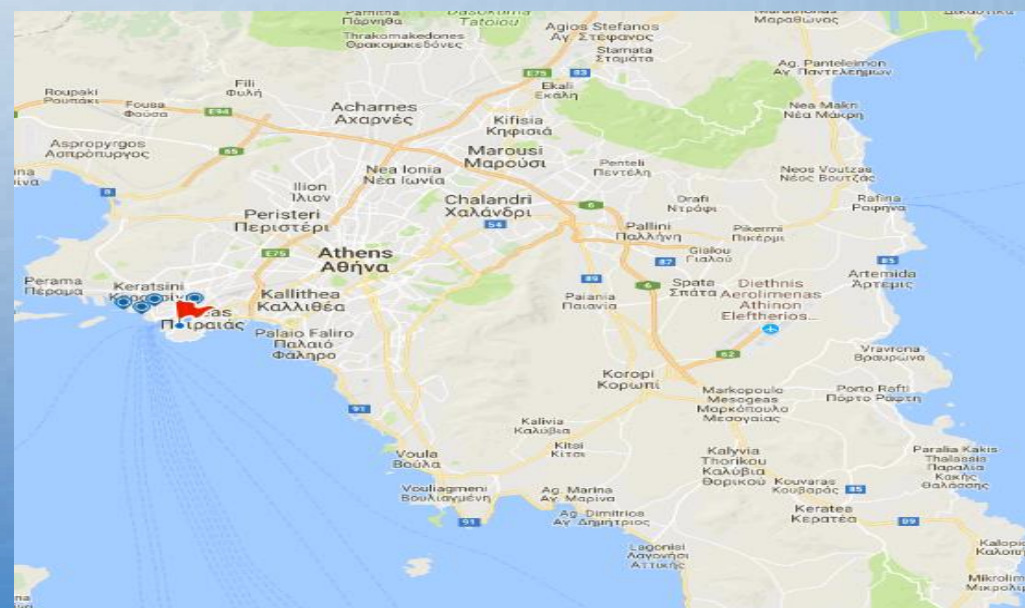 Parnitha
Πάρνηθα
Dasoktima
Tatoiou
Marathonas
Μαραθώνας
Thrakomakedones
Θρακομακεδόνες
Agios Stefanos
Αγ. Στέφανος
Stamata
Σταμάτα
E75
83
Ag. Panteleimon
Αγ. Παντελεήμων
Roupaki
Ρουπάκι
Fili
Φυλή
Fousa
Φούσα
E94
Ekali
Εκάλη
Acharnes
Αχαρνές
Kifisia
Κηφισιά
Nea Makri
Νέα Μάκρη
Aspropyrgos
Ασπρόπυργος
65
Marousi
Μαρούσι
Nea Ionia
Νέα Ιωνία
Penteli
Πεντέλη
Neos Voutzas
Νέος Βουτζάς
8
Ilion
Ίλιον
Chalandri
Χαλάνδρι
Drafi
Ντράφι
Rafina
Ραφήνα
Peristeri
Περιστέρι
54
6
Pallini
Παλλήνη
Pikermi
Πικέρμι
E75
Athens
Αθήνα
Gialou
Γιαλού
87
85
Perama
Πέραμα
Keratsini
Kallithea
Καλλιθέα
89
6
Paiania
Παιανία
Spata
Σπάτα
Diethnis
Aerolimenas
Athinon
Eleftherios...
Artemida
Άρτεμις
Πειραιάς
Palaio Faliro
Παλαιό
Φάληρο
62
Vravrona
Βραυρώνα
Koropi
Κορωπί
Markopoulo
Mesogeas
Μαρκόπουλο
Μεσογαίας
Porto Rafti
Πόρτο Ράφτη
91
Kalivia
Καλύβια
Kitsi
Κίτσι
Voula
Βούλα
Kalyvia
Thorikou
Καλύβια
Θορικού
Paralia Kakis
Thalassis
Παραλία
Κακής
Θαλάσσης
Vouliagmeni
Βουλιαγμένη
Ag. Marina
Αγ. Μαρίνα
Kouvaras
Κουβαράς
85
91
Ag. Dimitrios
Αγ. Δημήτριος
Keratea
Κερατέα
89
Lagonisi
Λαγονήσι
Αττικής